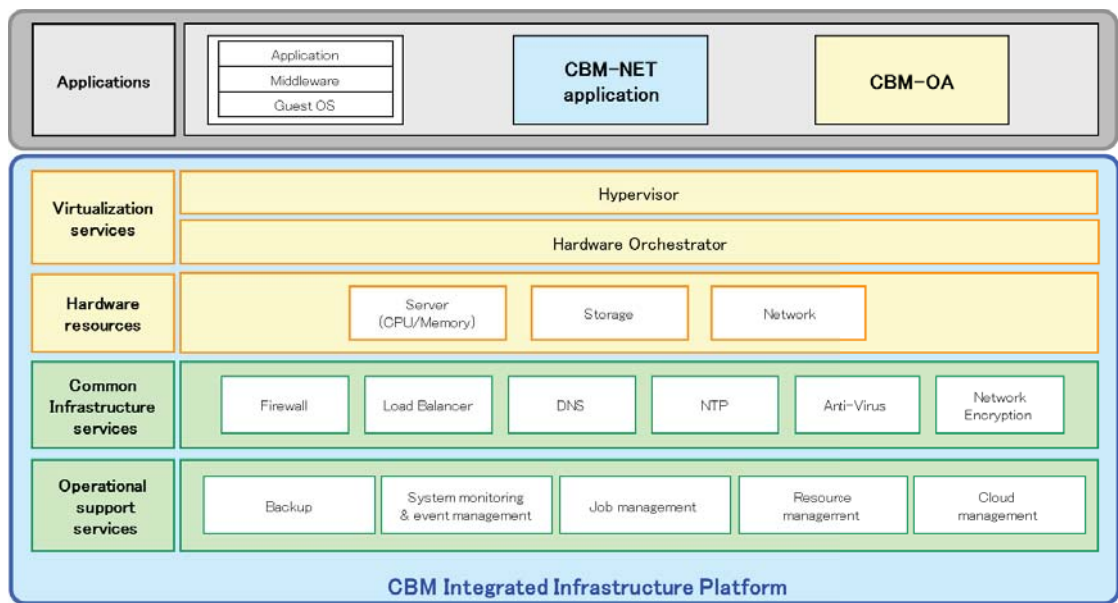 Applications
Application
Middleware
Guest OS
CBM-NET
application
CBM-OA
Virtualization
services
Hypervisor
Hardware Orchestrator
Hardware
resources
Server
(CPU/Memory)
Storage
Network
Common
Infrastructure
services
Firewall
Load Balancer
DNS
NTP
Anti-Virus
Network
Encryption
Operational
support
services
Backup
System monitoring
& event management
Job management
Resource
management
Cloud
management
CBM Integrated Infrastructure Platform